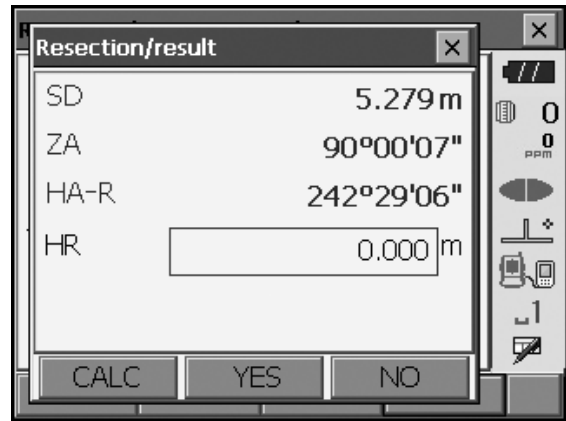 Resection/result
SD 5.279 m
ZA 90°00'07"
HA-R 242°29'06"
HR 0.000 m
CALC YES NO
0
0
PPM
1